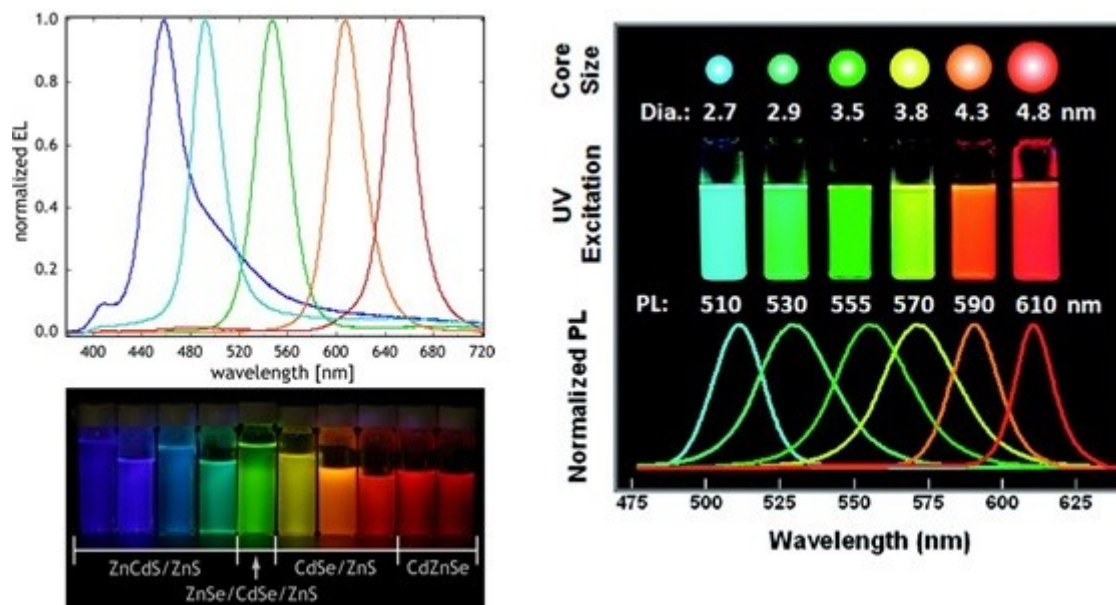 normalized EL
1.0
0.8
0.6
0.4
0.2
0.0
400 440 480 520 560 600 640 680 720
wavelength [nm]
ZnCdS/ZnS
CdSe/ZnS
CdZnSe
ZnSe/CdSe/ZnS
Core Size
Dia.: 2.7 2.9 3.5 3.8 4.3 4.8 nm
UV Excitation
PL: 510 530 555 570 590 610 nm
Normalized PL
475 500 525 550 575 600 625
Wavelength (nm)